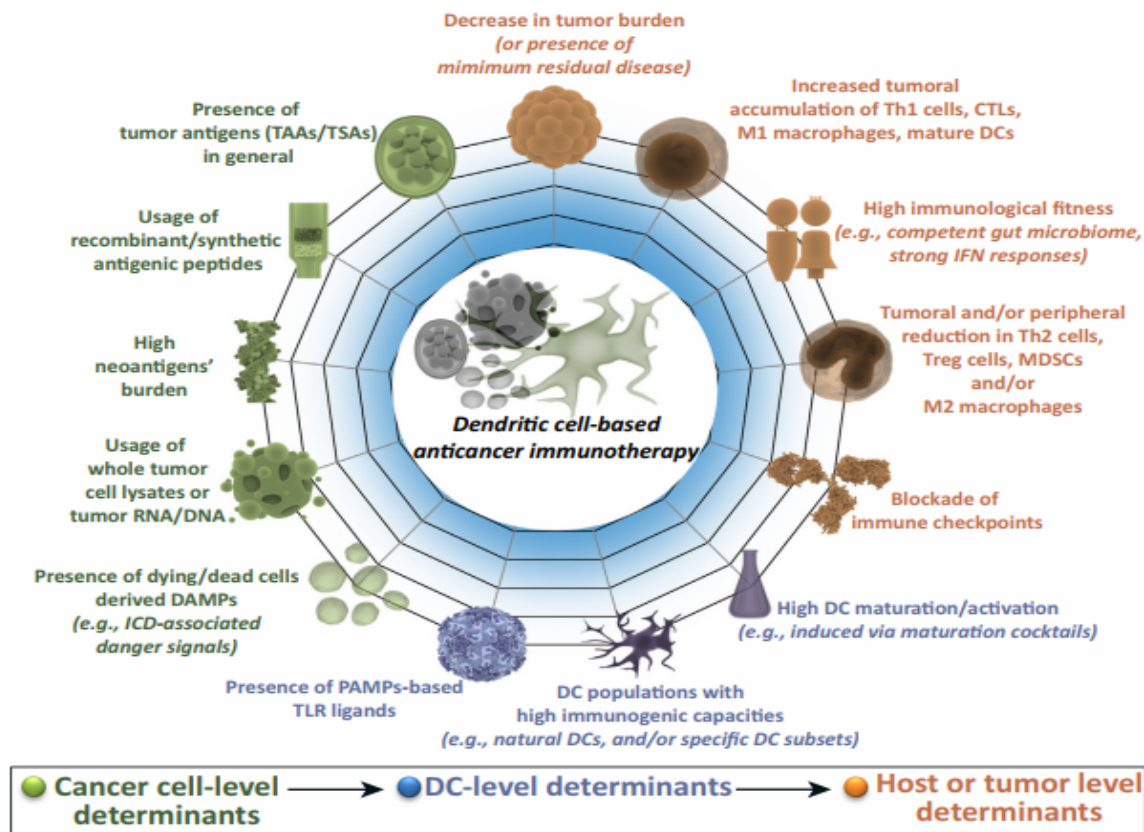 Decrease in tumor burden
(or presence of
mimimum residual disease)
Increased tumoral
accumulation of Th1 cells, CTLs,
M1 macrophages, mature DCs
High immunological fitness
(e.g., competent gut microbiome,
strong IFN responses)
Tumoral and/or peripheral
reduction in Th2 cells,
Treg cells, MDSCs
and/or
M2 macrophages
Blockade of
immune checkpoints
High DC maturation/activation
(e.g., induced via maturation cocktails)
DC populations with
high immunogenic capacities
(e.g., natural DCs, and/or specific DC subsets)
Presence of PAMPs-based
TLR ligands
Presence of dying/dead cells
derived DAMPs
(e.g., ICD-associated
danger signals)
Usage of
whole tumor
cell lysates or
tumor RNA/DNA
High
neoantigens’
burden
Usage of
recombinant/synthetic
antigenic peptides
Presence of
tumor antigens (TAAs/TSAs)
in general
Dendritic cell-based
anticancer immunotherapy
Cancer cell-level
determinants
DC-level determinants
Host or tumor level
determinants